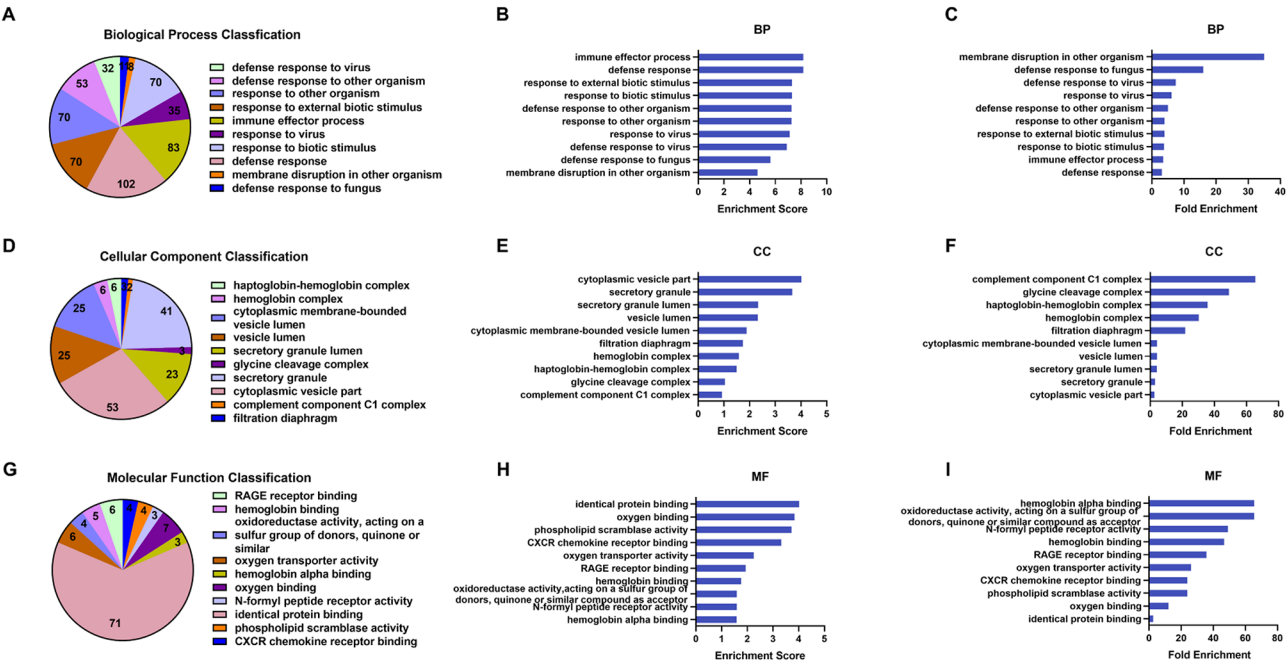 A
Biological Process Classfication
32
53
70
70
102
83
35
70
8
defense response to virus
defense response to other organism
response to other organism
response to external biotic stimulus
immune effector process
response to virus
response to biotic stimulus
defense response
membrane disruption in other organism
defense response to fungus
B
BP
immune effector process
defense response
response to external biotic stimulus
response to biotic stimulus
defense response to other organism
response to other organism
response to virus
defense response to virus
defense response to fungus
membrane disruption in other organism
0 2 4 6 8 10
Enrichment Score
C
BP
membrane disruption in other organism
defense response to fungus
defense response to virus
response to virus
defense response to other organism
response to other organism
response to external biotic stimulus
response to biotic stimulus
immune effector process
defense response
0 10 20 30 40
Fold Enrichment
D
Cellular Component Classification
6
6
25
25
53
23
3
41
2
haptoglobin-hemoglobin complex
hemoglobin complex
cytoplasmic membrane-bounded
vesicle lumen
vesicle lumen
secretory granule lumen
glycine cleavage complex
secretory granule
cytoplasmic vesicle part
complement component C1 complex
filtration diaphragm
E
CC
cytoplasmic vesicle part
secretory granule
secretory granule lumen
vesicle lumen
cytoplasmic membrane-bounded vesicle lumen
filtration diaphragm
hemoglobin complex
haptoglobin-hemoglobin complex
glycine cleavage complex
complement component C1 complex
0 1 2 3 4 5
Enrichment Score
F
CC
complement component C1 complex
glycine cleavage complex
haptoglobin-hemoglobin complex
hemoglobin complex
filtration diaphragm
cytoplasmic membrane-bounded vesicle lumen
vesicle lumen
secretory granule lumen
secretory granule
cytoplasmic vesicle part
0 20 40 60 80
Fold Enrichment
G
Molecular Function Classification
6
5
4
6
71
3
7
3
4
4
RAGE receptor binding
hemoglobin binding
oxidoreductase activity, acting on a
sulfur group of donors, quinone or
similar
oxygen transporter activity
hemoglobin alpha binding
oxygen binding
N-formyl peptide receptor activity
identical protein binding
phospholipid scramblase activity
CXCR chemokine receptor binding
H
MF
identical protein binding
oxygen binding
phospholipid scramblase activity
CXCR chemokine receptor binding
oxygen transporter activity
RAGE receptor binding
hemoglobin binding
oxidoreductase activity,acting on a sulfur group of
donors, quinone or similar compound as acceptor
N-formyl peptide receptor activity
hemoglobin alpha binding
0 1 2 3 4 5
Enrichment Score
I
MF
hemoglobin alpha binding
oxidoreductase activity, acting on a sulfur group of
donors, quinone or similar compound as acceptor
N-formyl peptide receptor activity
hemoglobin binding
RAGE receptor binding
oxygen transporter activity
CXCR chemokine receptor binding
phospholipid scramblase activity
oxygen binding
identical protein binding
0 20 40 60 80
Fold Enrichment